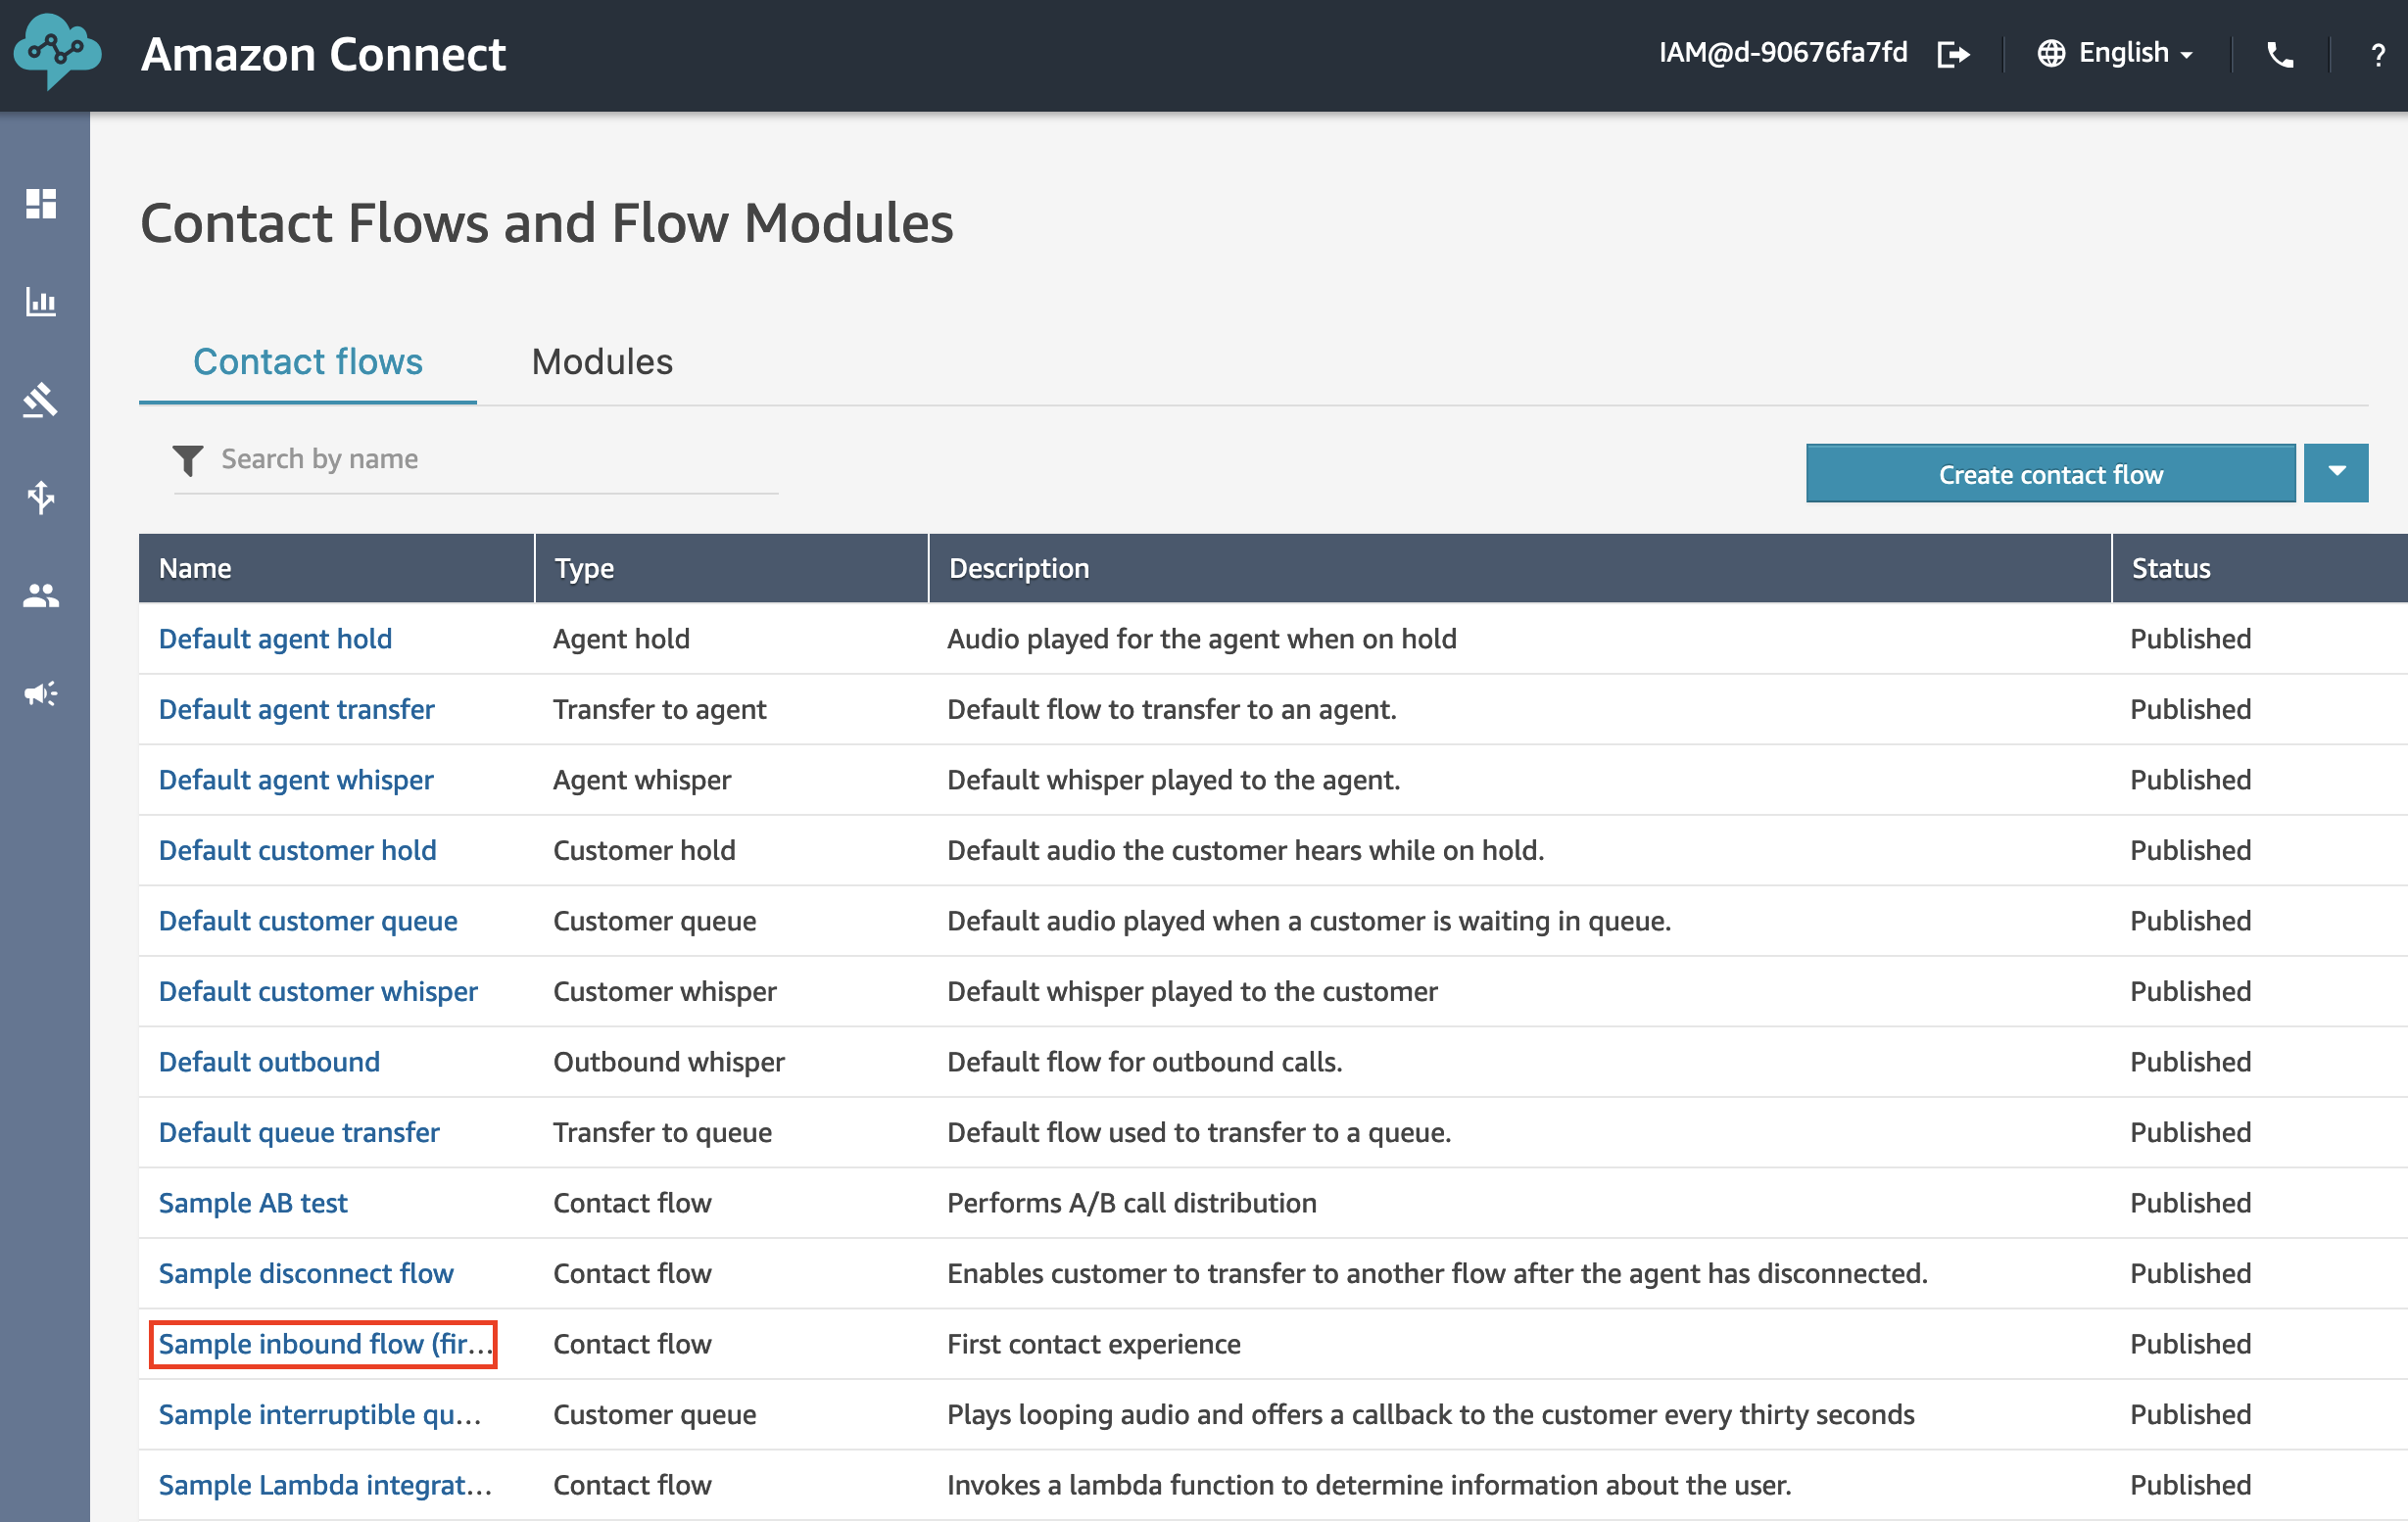 Amazon Connect
IAM@d-90676fa7fd English ?
Contact Flows and Flow Modules
Contact flows Modules
Search by name
Create contact flow
Name Type Description Status
Default agent hold Agent hold Audio played for the agent when on hold Published
Default agent transfer Transfer to agent Default flow to transfer to an agent. Published
Default agent whisper Agent whisper Default whisper played to the agent. Published
Default customer hold Customer hold Default audio the customer hears while on hold. Published
Default customer queue Customer queue Default audio played when a customer is waiting in queue. Published
Default customer whisper Customer whisper Default whisper played to the customer Published
Default outbound Outbound whisper Default flow for outbound calls. Published
Default queue transfer Transfer to queue Default flow used to transfer to a queue. Published
Sample AB test Contact flow Performs A/B call distribution Published
Sample disconnect flow Contact flow Enables customer to transfer to another flow after the agent has disconnected. Published
Sample inbound flow (fir... Contact flow First contact experience Published
Sample interruptible qu... Customer queue Plays looping audio and offers a callback to the customer every thirty seconds Published
Sample Lambda integrat... Contact flow Invokes a lambda function to determine information about the user. Published